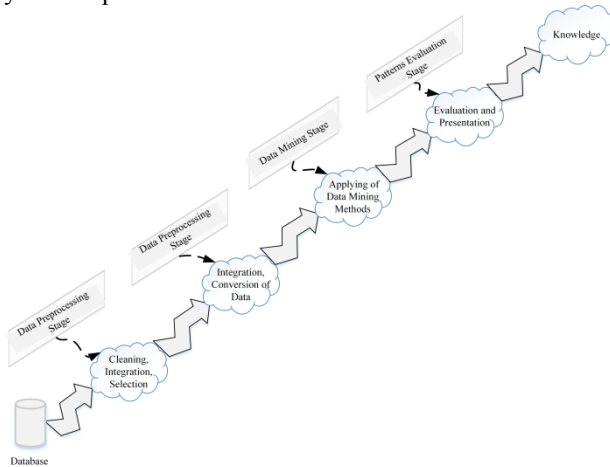 Knowledge
Patterns Evaluation
Stage
Evaluation and
Presentation
Data Mining Stage
Applying of
Data Mining
Methods
Data Preprocessing
Stage
Integration,
Conversion of
Data
Data Preprocessing
Stage
Cleaning,
Integration,
Selection
Database